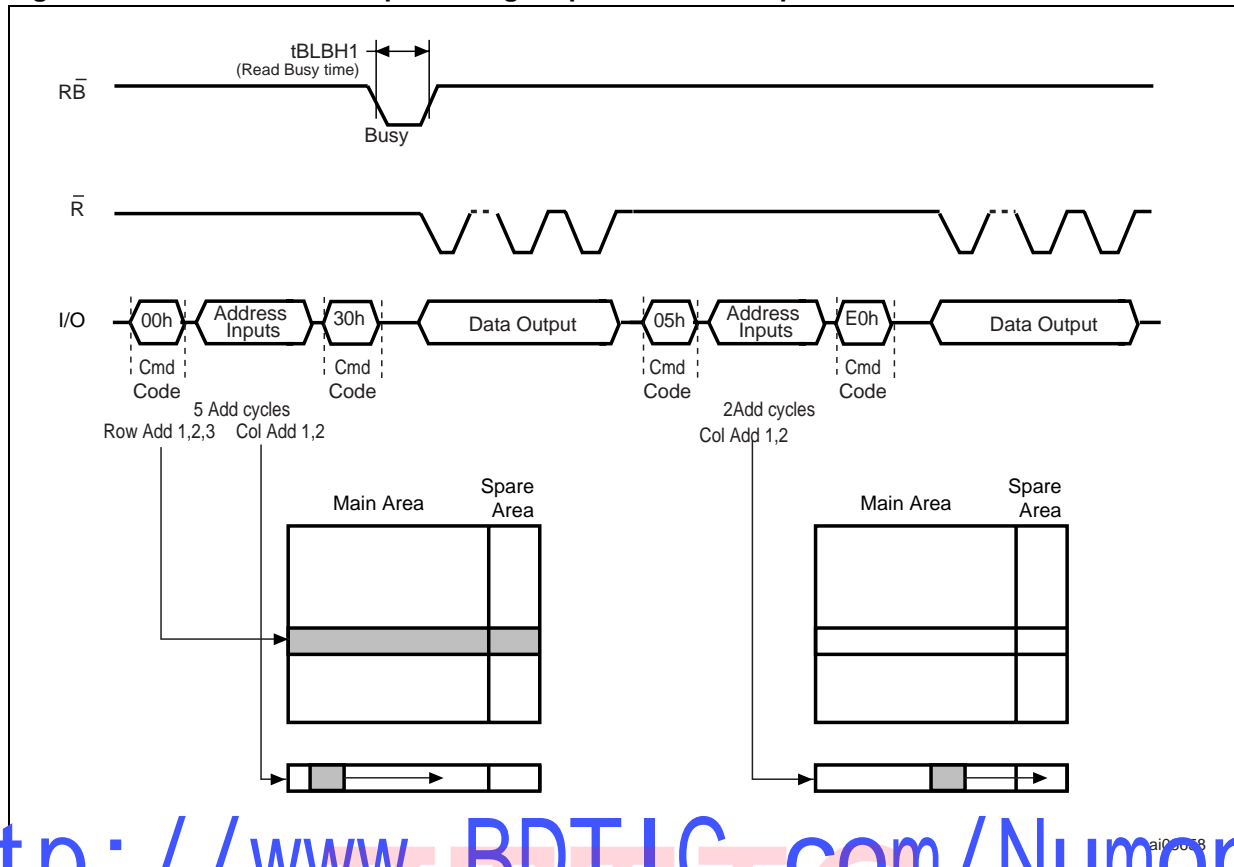 tBLBH1
(Read Busy time)
RB̅
Busy
R̅
I/O
00h
Address
Inputs
30h
Data Output
05h
Address
Inputs
E0h
Data Output
Cmd
Code
Cmd
Code
Cmd
Code
Cmd
Code
5 Add cycles
Row Add 1,2,3
Col Add 1,2
2Add cycles
Col Add 1,2
Main Area
Spare
Area
Main Area
Spare
Area
tp://www.BDTIC.com/Numon